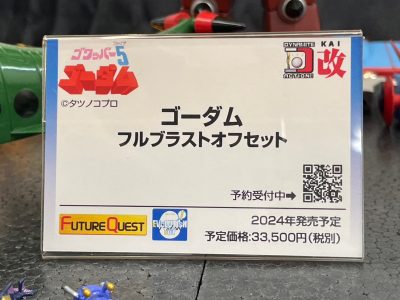 ゴワッパー5
ゴーダム
©タツノコプロ
DYNAMITE
ACTION!
KAI
改
ゴーダム
フルブラストオフセット
予約受付中➡
FUTURE QUEST
EVOLUTION
TOY
2024年発売予定
予定価格:33,500円(税別)